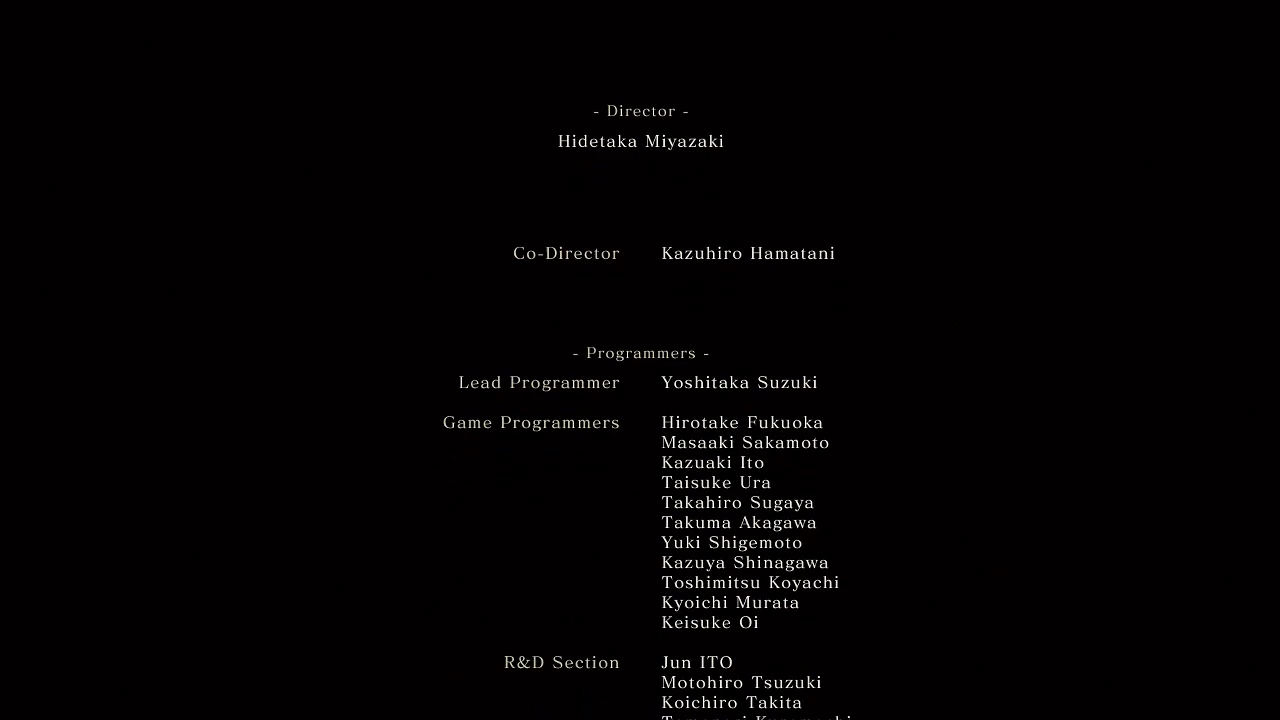 - Director -
Hidetaka Miyazaki
Co-Director Kazuhiro Hamatani
- Programmers -
Lead Programmer Yoshitaka Suzuki
Game Programmers Hirotake Fukuoka
Masaaki Sakamoto
Kazuaki Ito
Taisuke Ura
Takahiro Sugaya
Takuma Akagawa
Yuki Shigemoto
Kazuya Shinagawa
Toshimitsu Koyachi
Kyoichi Murata
Keisuke Oi
R&D Section Jun ITO
Motohiro Tsuzuki
Koichiro Takita